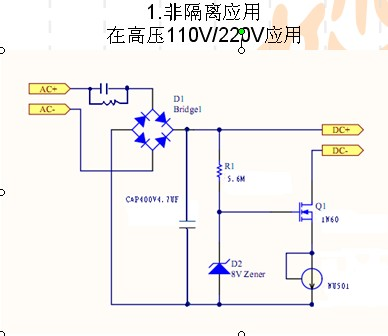 1.非隔离应用
在高压110V/220V应用
AC+
AC-
D1
Bridge1
DC+
DC-
R1
5.6M
CAP400V4.7UF
Q1
1N60
D2
8V Zener
NU501